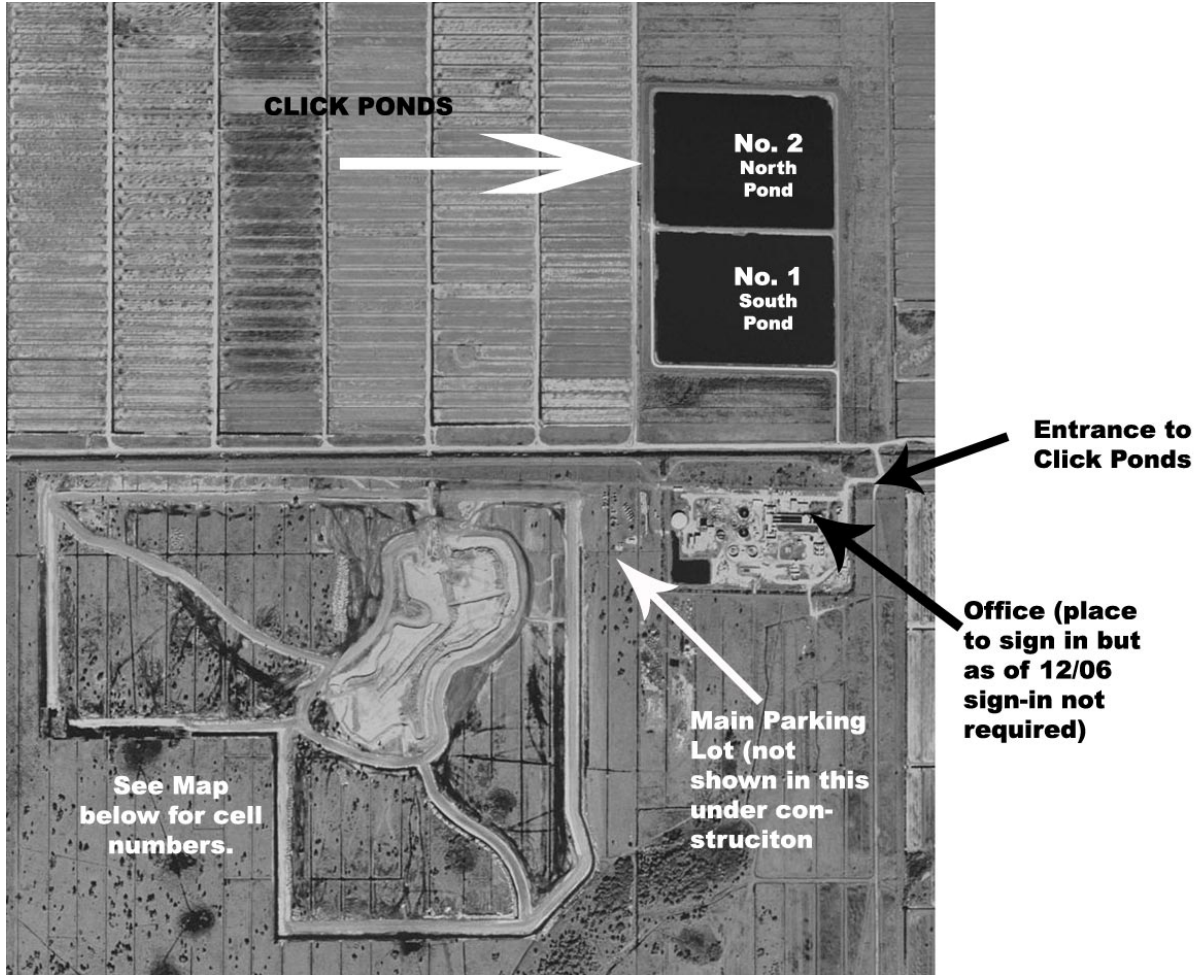 CLICK PONDS
No. 2
North
Pond
No. 1
South
Pond
Entrance to
Click Ponds
Office (place
to sign in but
as of 12/06
sign-in not
required)
Main Parking
Lot (not
shown in this
under con-
struciton
See Map
below for cell
numbers.